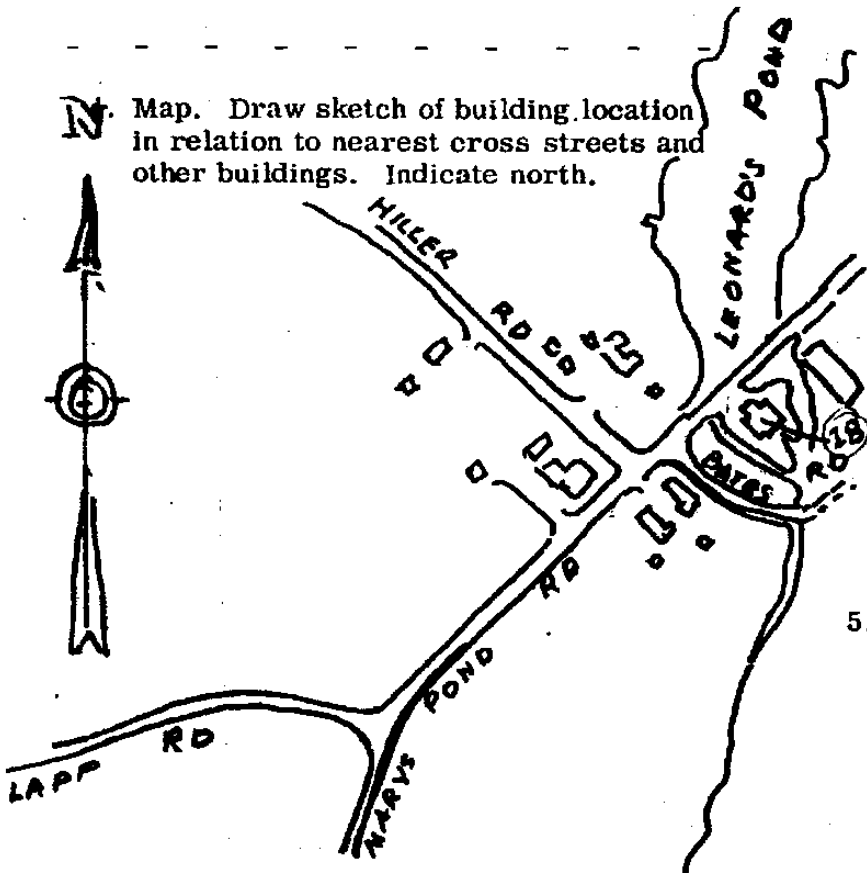 N
Map. Draw sketch of building location
in relation to nearest cross streets and
other buildings. Indicate north.
LEONARD'S POND
HILLER RD
18
BATES RD
MARYS POND RD
LAPP RD
5.